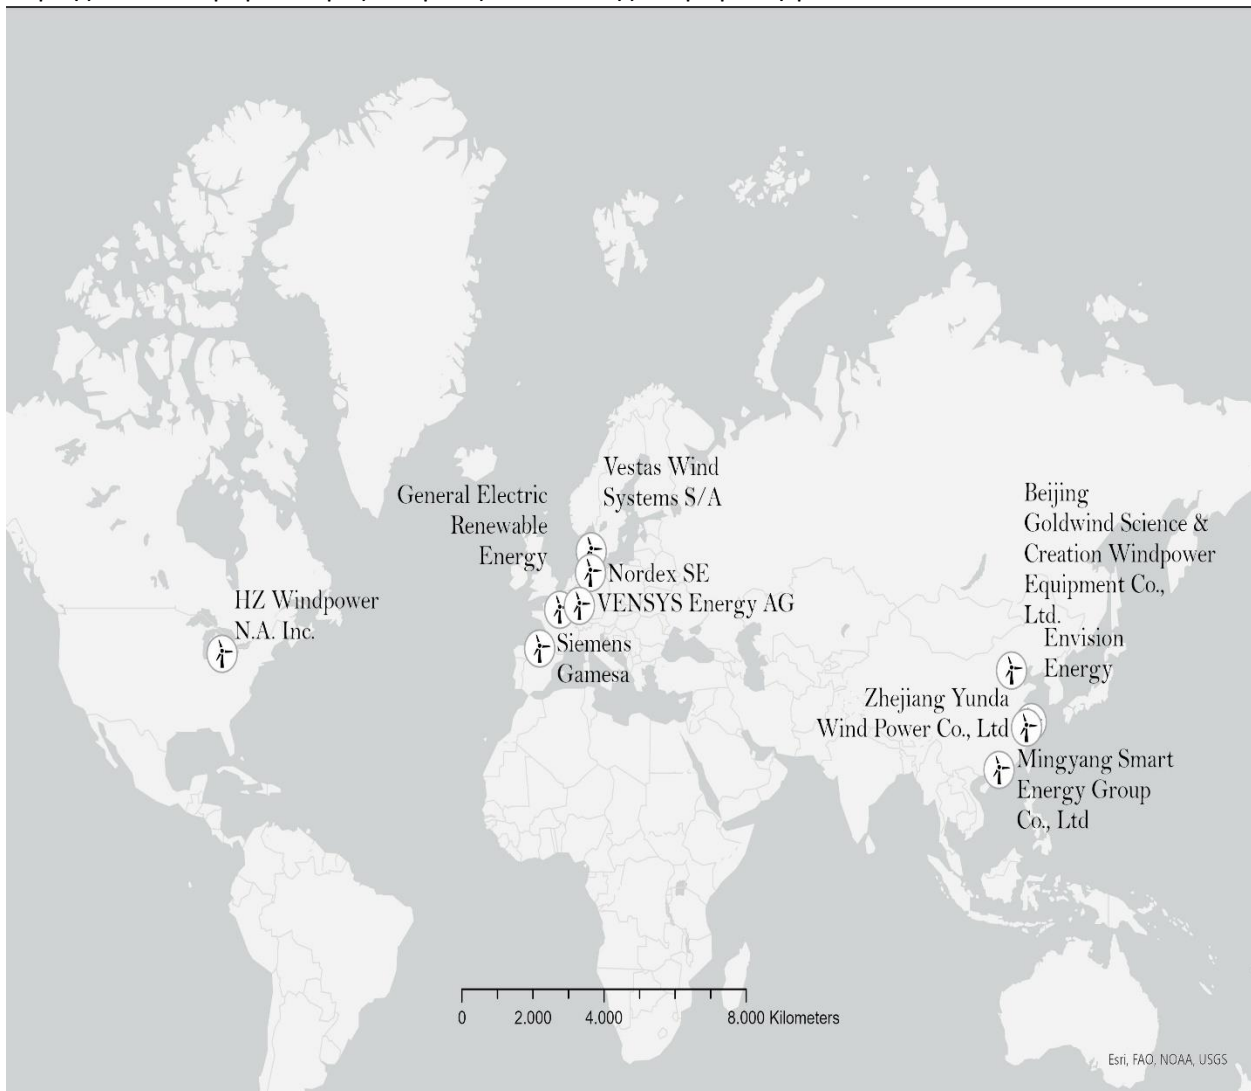 Vestas Wind
Systems S/A
General Electric
Renewable
Energy
Nordex SE
VENSYS Energy AG
Siemens
Gamesa
HZ Windpower
N.A. Inc.
Beijing
Goldwind Science &
Creation Windpower
Equipment Co.,
Ltd.
Envision
Energy
Zhejiang Yunda
Wind Power Co., Ltd
Mingyang Smart
Energy Group
Co., Ltd
0 2.000 4.000 8.000 Kilometers
Esri, FAO, NOAA, USGS